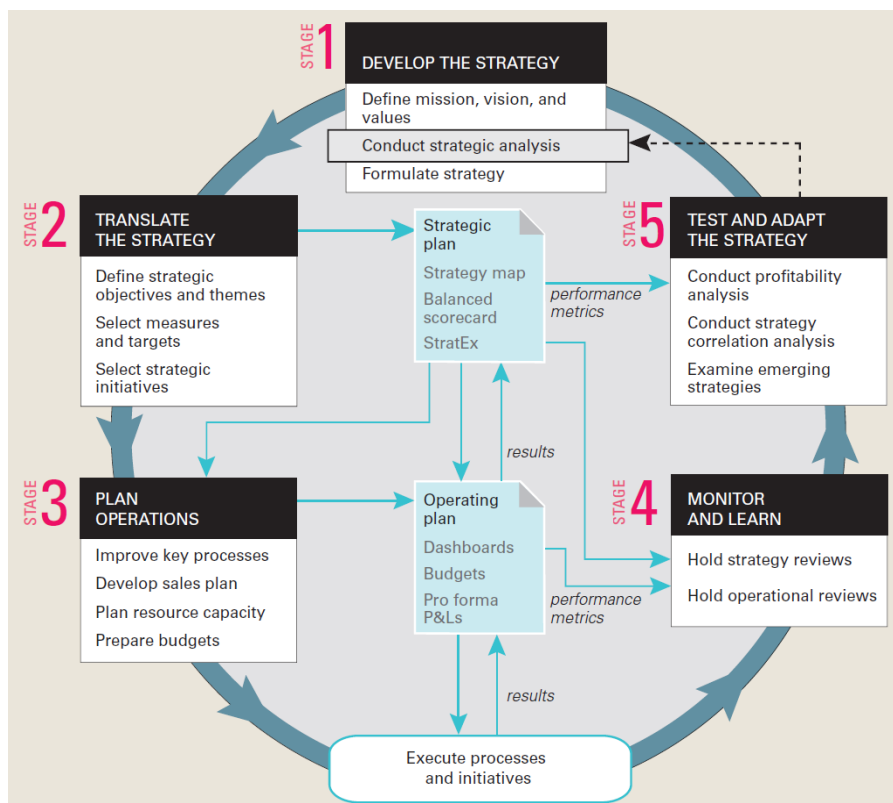 STAGE 1
DEVELOP THE STRATEGY
Define mission, vision, and
values
Conduct strategic analysis
Formulate strategy
STAGE 2
TRANSLATE
THE STRATEGY
Define strategic
objectives and themes
Select measures
and targets
Select strategic
initiatives
Strategic
plan
Strategy map
Balanced
scorecard
StratEx
performance
metrics
STAGE 5
TEST AND ADAPT
THE STRATEGY
Conduct profitability
analysis
Conduct strategy
correlation analysis
Examine emerging
strategies
results
STAGE 3
PLAN
OPERATIONS
Improve key processes
Develop sales plan
Plan resource capacity
Prepare budgets
Operating
plan
Dashboards
Budgets
Pro forma
P&Ls
performance
metrics
STAGE 4
MONITOR
AND LEARN
Hold strategy reviews
Hold operational reviews
results
Execute processes
and initiatives